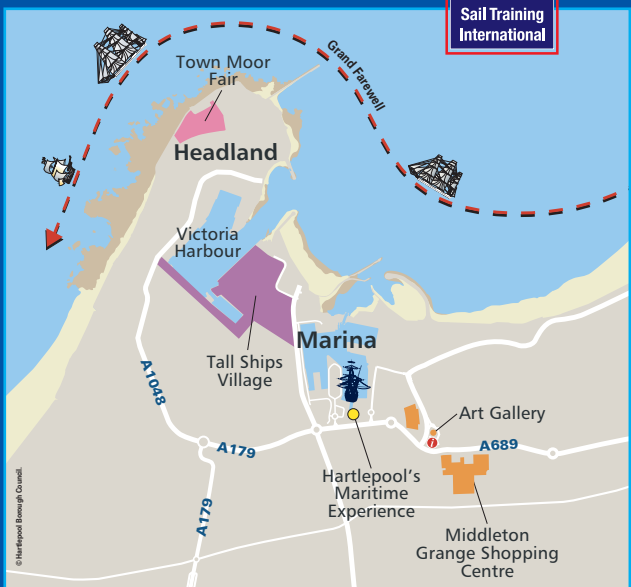 Sail Training
International
Grand Farewell
Town Moor
Fair
Headland
Victoria
Harbour
Tall Ships
Village
Marina
A1048
A179
A179
Art Gallery
i
A689
Hartlepool's
Maritime
Experience
Middleton
Grange Shopping
Centre
© Hartlepool Borough Council.